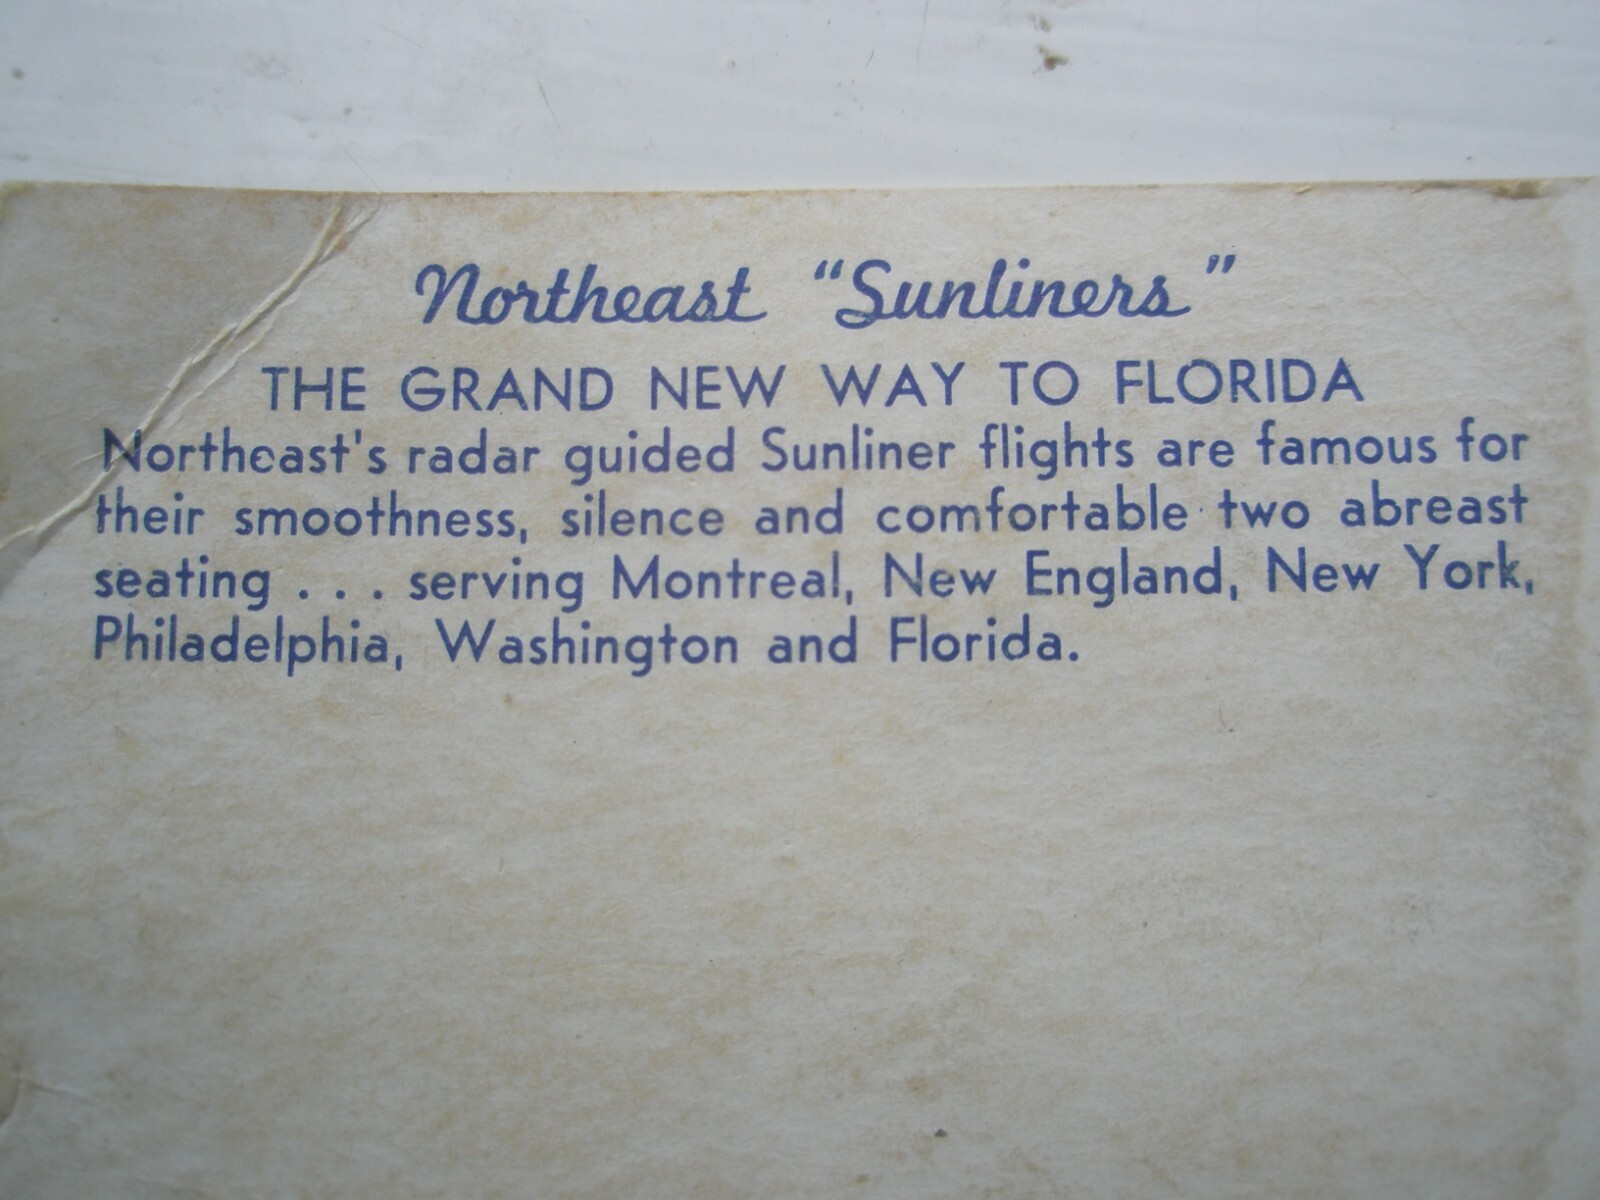 Northeast “Sunliners”
THE GRAND NEW WAY TO FLORIDA
Northeast's radar guided Sunliner flights are famous for
their smoothness, silence and comfortable two abreast
seating . . . serving Montreal, New England, New York,
Philadelphia, Washington and Florida.